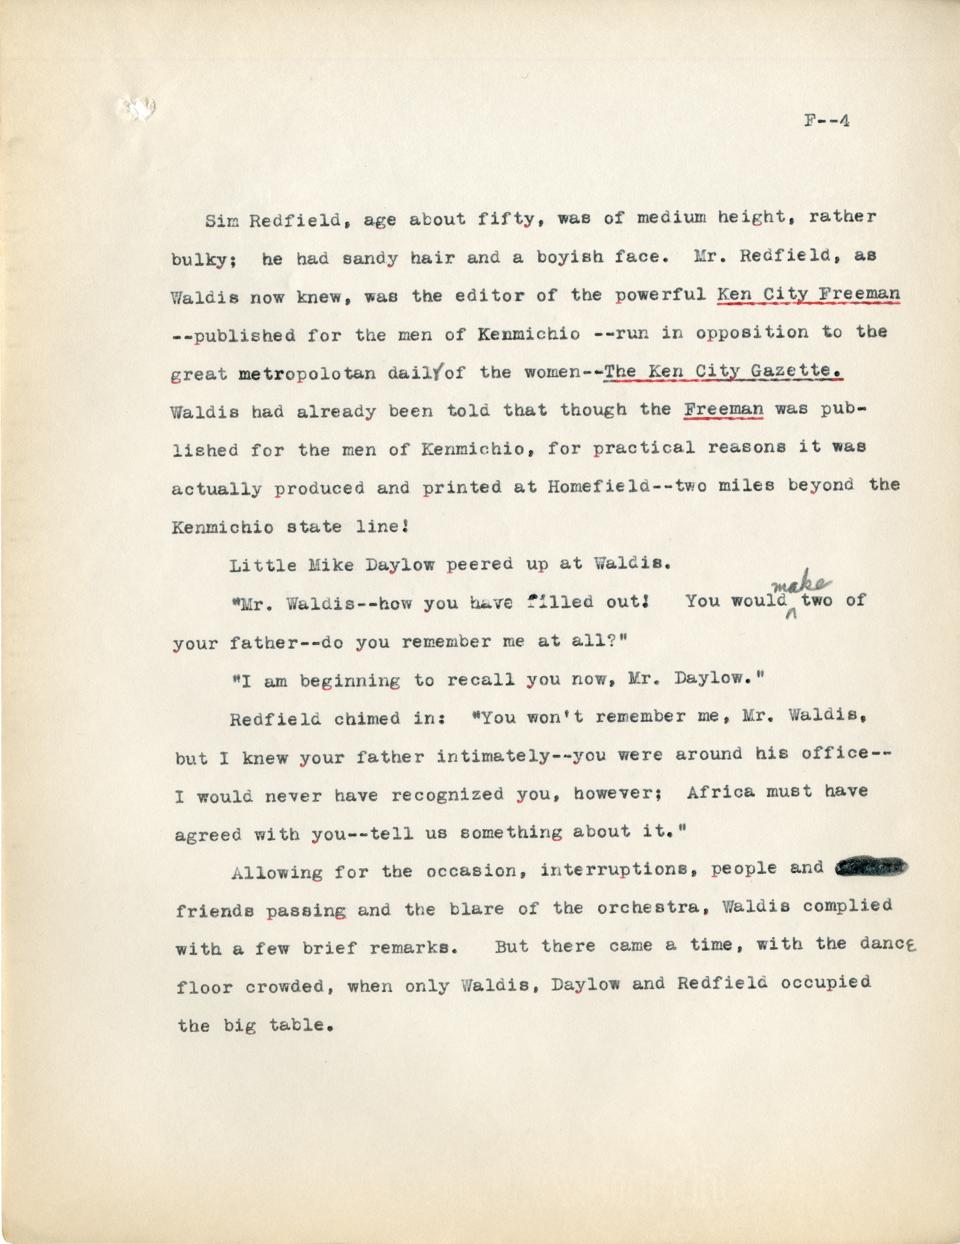 F--4
Sim Redfield, age about fifty, was of medium height, rather
bulky; he had sandy hair and a boyish face. Mr. Redfield, as
Waldis now knew, was the editor of the powerful Ken City Freeman
--published for the men of Kenmichio --run in opposition to the
great metropolotan daily of the women--The Ken City Gazette.
Waldis had already been told that though the Freeman was pub-
lished for the men of Kenmichio, for practical reasons it was
actually produced and printed at Homefield--two miles beyond the
Kenmichio state line!
Little Mike Daylow peered up at Waldis.
"Mr. Waldis--how you have filled out! You would make two of
your father--do you remember me at all?"
"I am beginning to recall you now, Mr. Daylow."
Redfield chimed in: "You won't remember me, Mr. Waldis,
but I knew your father intimately--you were around his office--
I would never have recognized you, however; Africa must have
agreed with you--tell us something about it."
Allowing for the occasion, interruptions, people and
friends passing and the blare of the orchestra, Waldis complied
with a few brief remarks. But there came a time, with the dance
floor crowded, when only Waldis, Daylow and Redfield occupied
the big table.